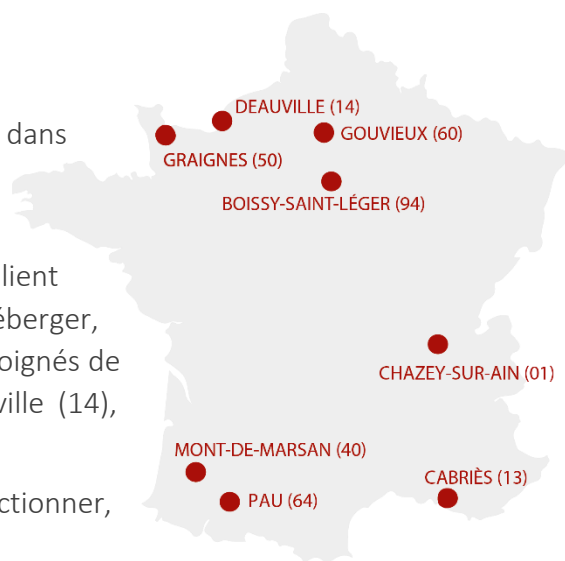 dans
lient
éberger,
oignés de
ville (14),
ctionner,
DEAUVILLE (14)
GOUVIEUX (60)
GRAIGNES (50)
BOISSY-SAINT-LÉGER (94)
CHAZEY-SUR-AIN (01)
MONT-DE-MARSAN (40)
CABRIÈS (13)
PAU (64)